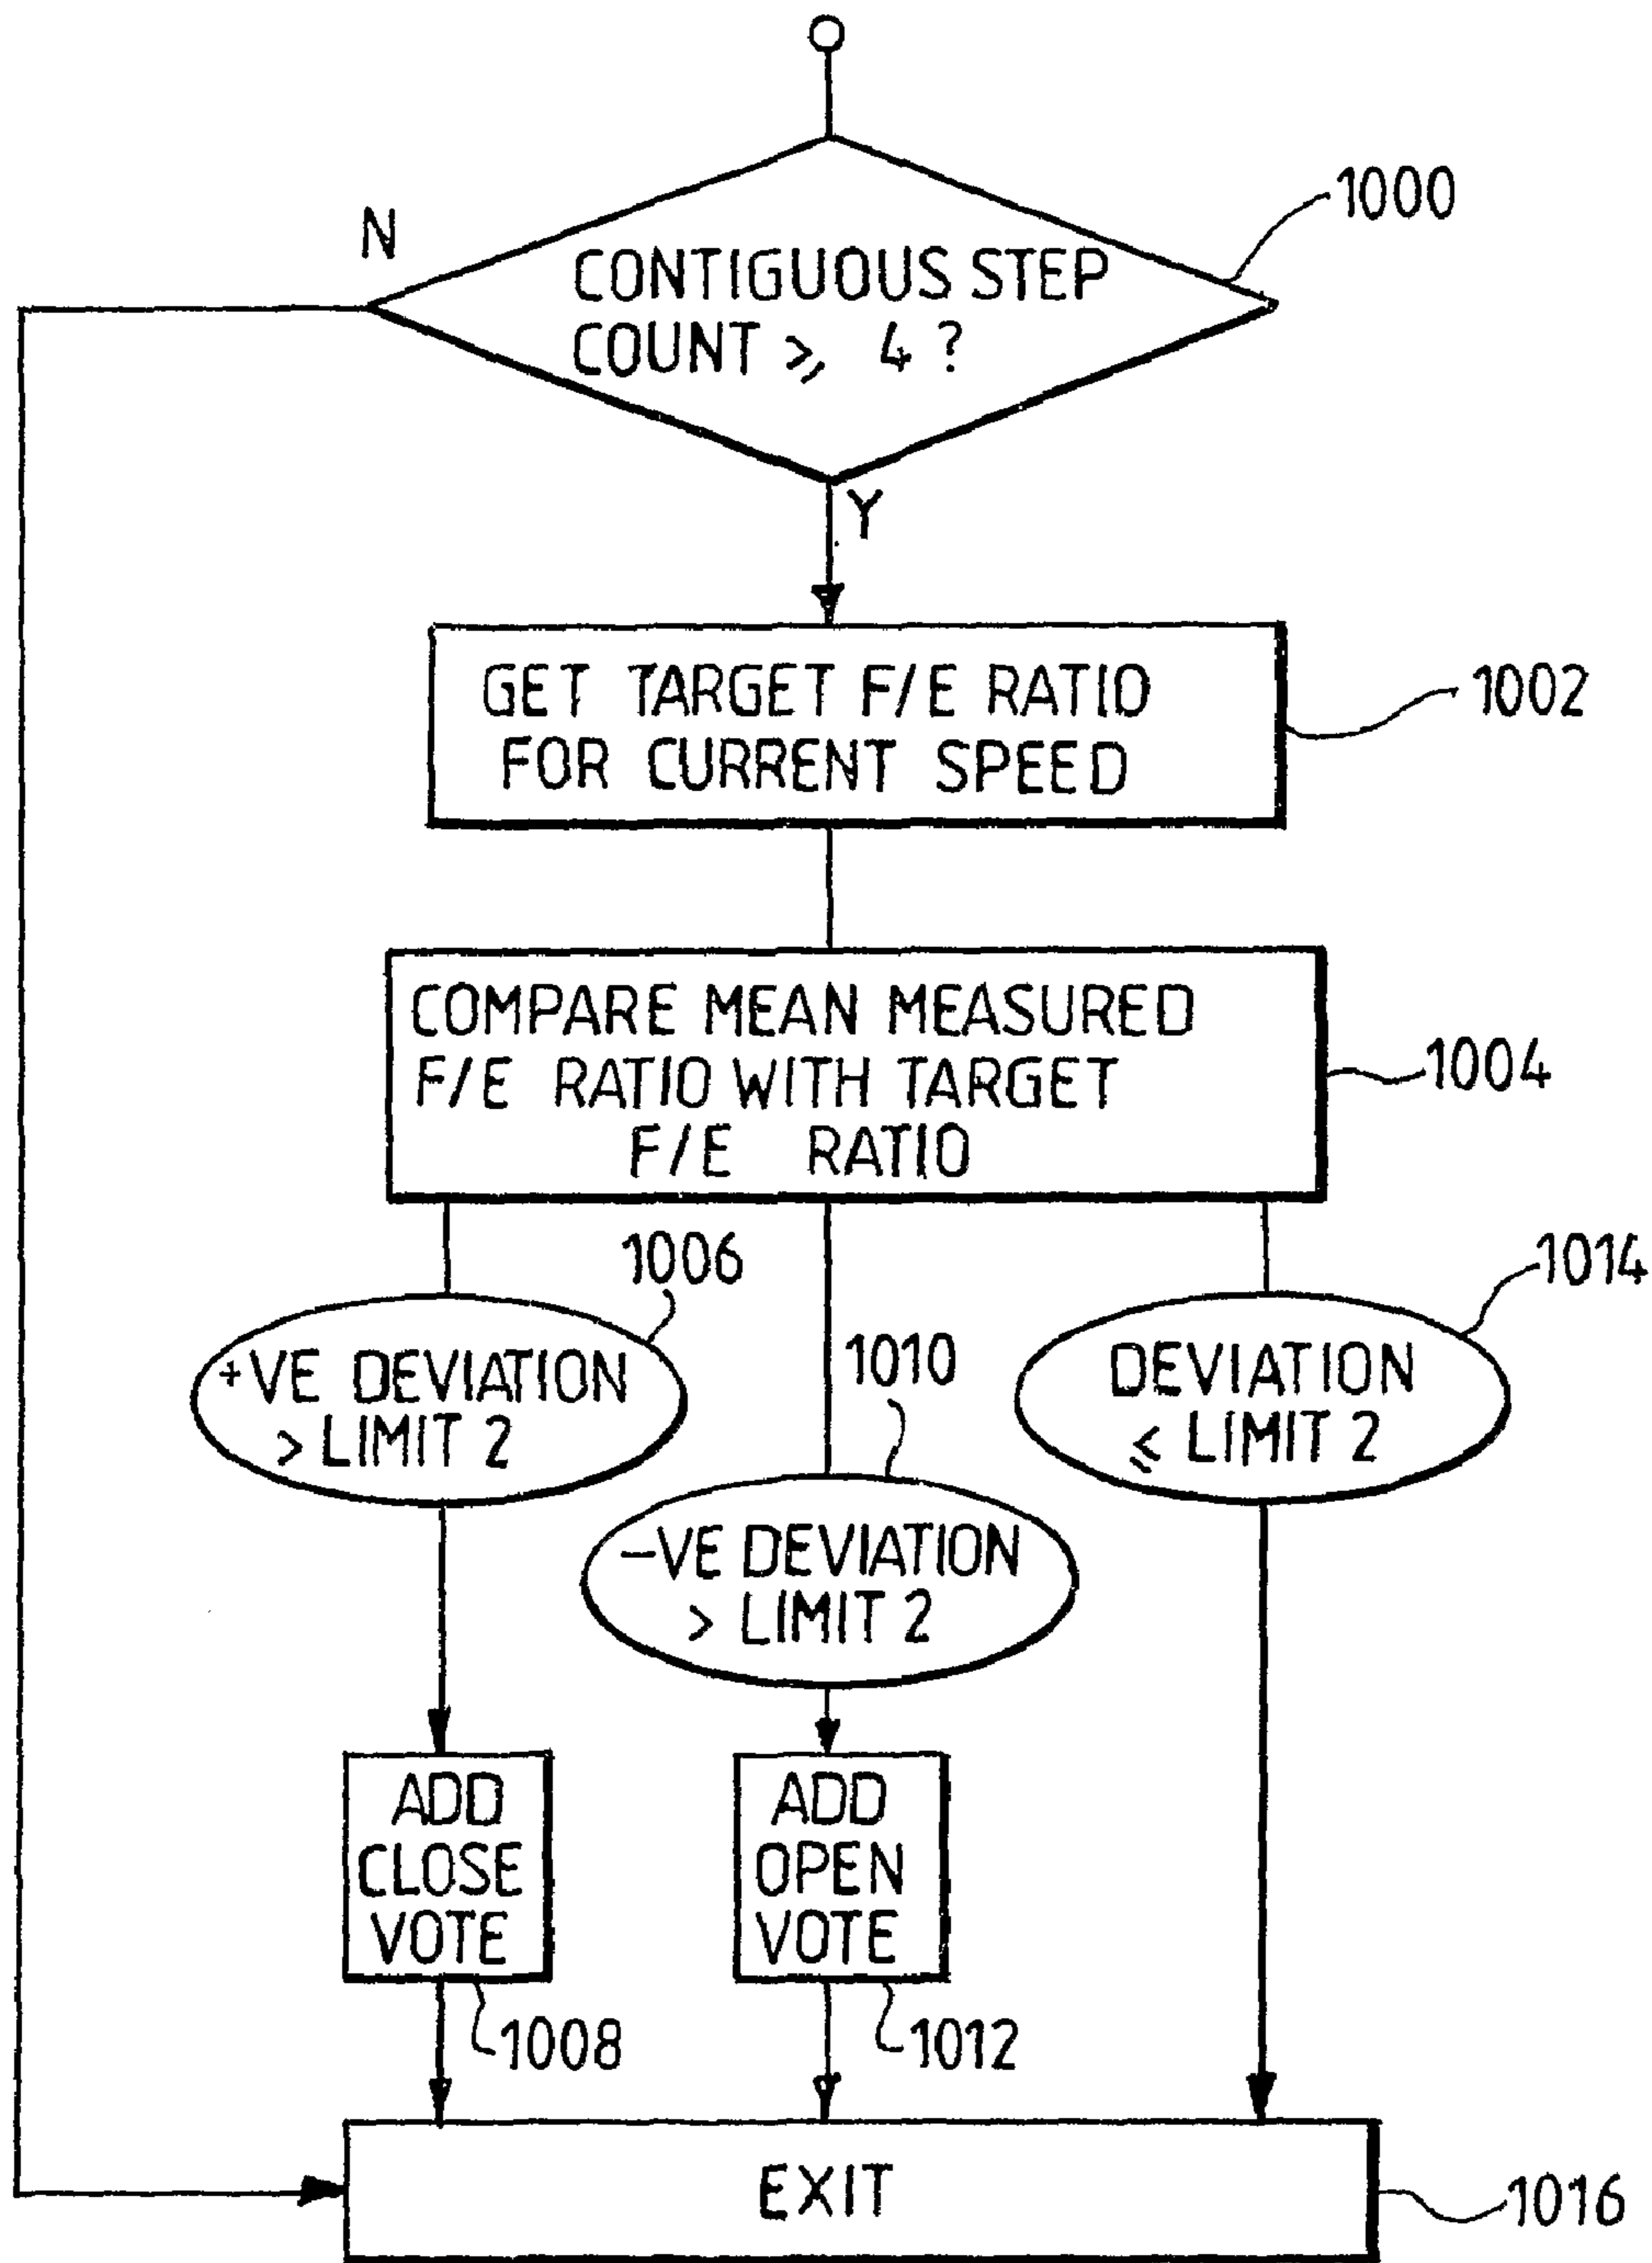 1000
N
CONTIGUOUS STEP
COUNT ⩾ 4 ?
Y
GET TARGET F/E RATIO
FOR CURRENT SPEED
1002
COMPARE MEAN MEASURED
F/E RATIO WITH TARGET
F/E RATIO
1004
1006
+VE DEVIATION
> LIMIT 2
1010
-VE DEVIATION
> LIMIT 2
1014
DEVIATION
⩽ LIMIT 2
ADD
CLOSE
VOTE
1008
ADD
OPEN
VOTE
1012
EXIT
1016